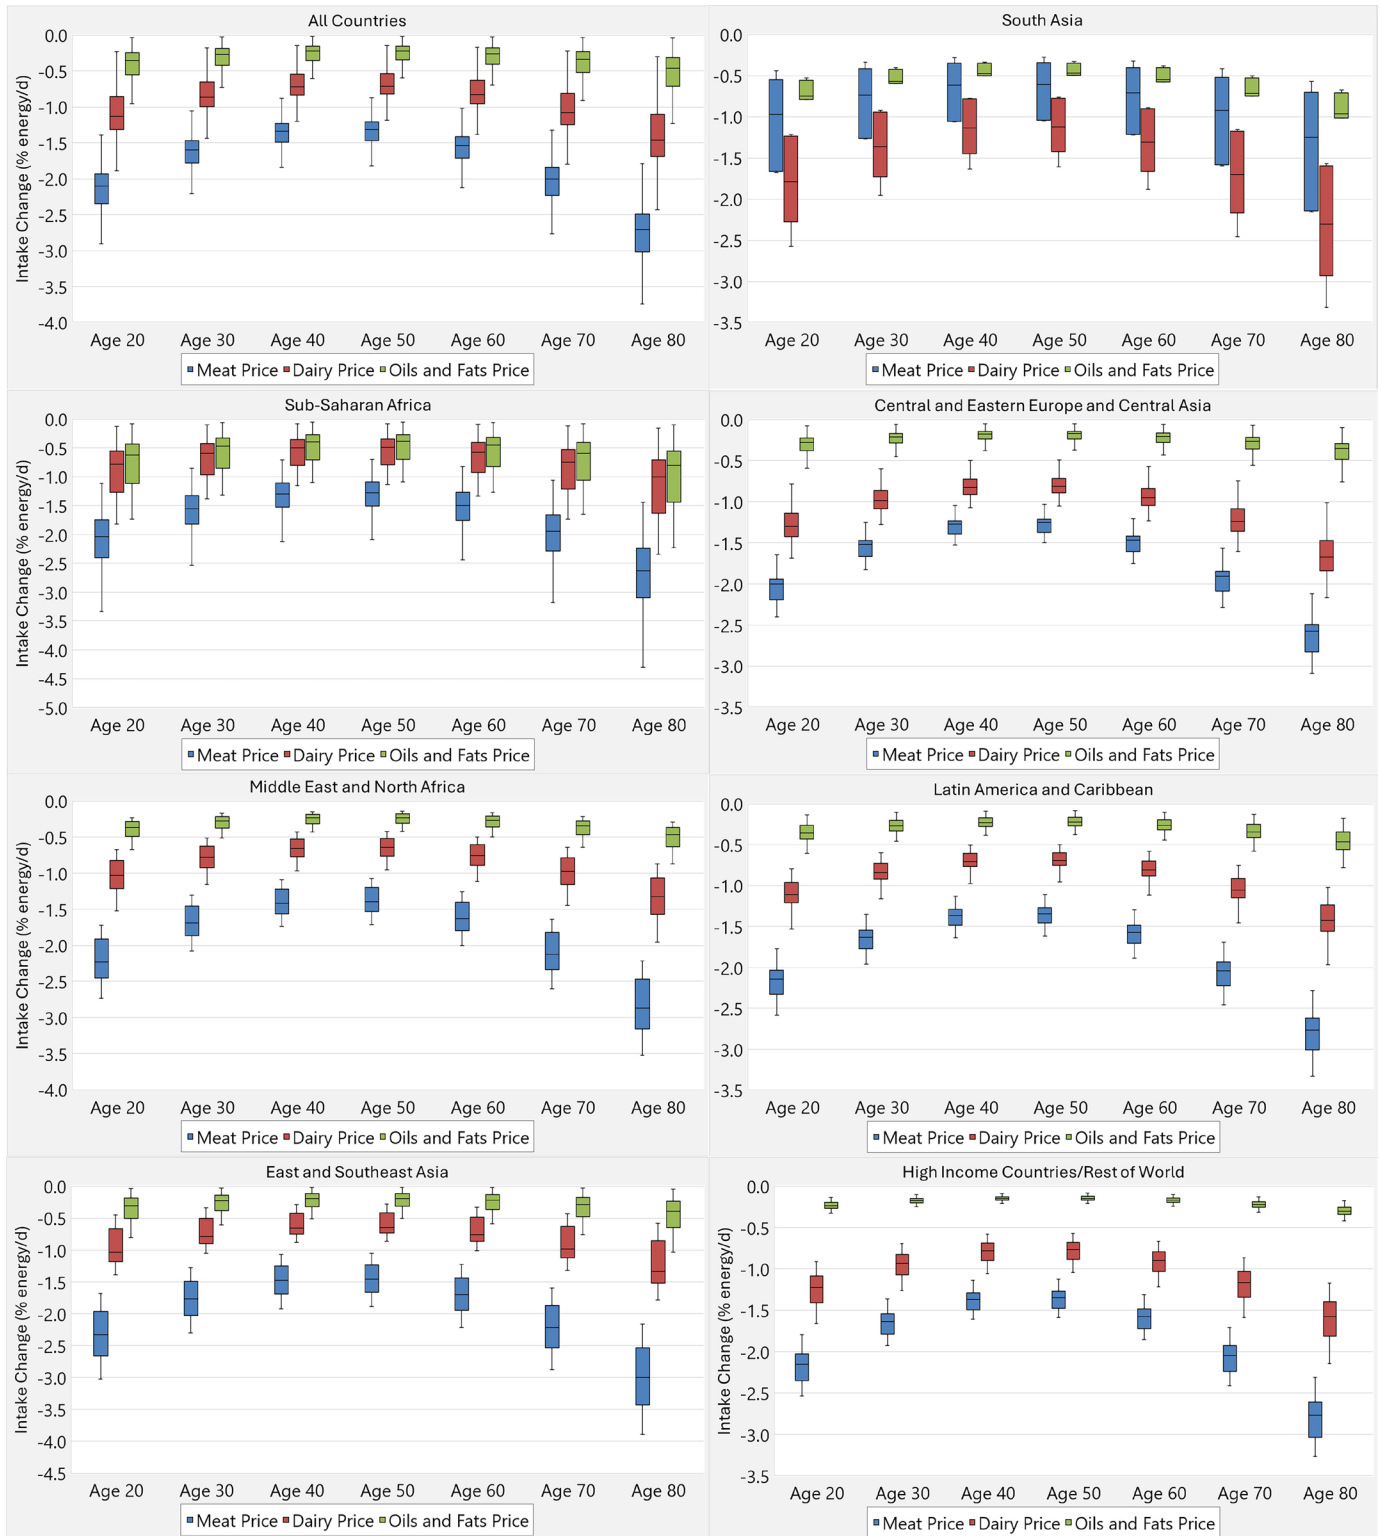 All Countries
Intake Change (% energy/d)
0.0
-0.5
-1.0
-1.5
-2.0
-2.5
-3.0
-3.5
-4.0
Age 20 Age 30 Age 40 Age 50 Age 60 Age 70 Age 80
Meat Price Dairy Price Oils and Fats Price
South Asia
0.0
-0.5
-1.0
-1.5
-2.0
-2.5
-3.0
-3.5
Age 20 Age 30 Age 40 Age 50 Age 60 Age 70 Age 80
Meat Price Dairy Price Oils and Fats Price
Sub-Saharan Africa
Intake Change (% energy/d)
0.0
-0.5
-1.0
-1.5
-2.0
-2.5
-3.0
-3.5
-4.0
-4.5
-5.0
Age 20 Age 30 Age 40 Age 50 Age 60 Age 70 Age 80
Meat Price Dairy Price Oils and Fats Price
Central and Eastern Europe and Central Asia
0.0
-0.5
-1.0
-1.5
-2.0
-2.5
-3.0
-3.5
Age 20 Age 30 Age 40 Age 50 Age 60 Age 70 Age 80
Meat Price Dairy Price Oils and Fats Price
Middle East and North Africa
Intake Change (% energy/d)
0.0
-0.5
-1.0
-1.5
-2.0
-2.5
-3.0
-3.5
-4.0
Age 20 Age 30 Age 40 Age 50 Age 60 Age 70 Age 80
Meat Price Dairy Price Oils and Fats Price
Latin America and Caribbean
0.0
-0.5
-1.0
-1.5
-2.0
-2.5
-3.0
-3.5
Age 20 Age 30 Age 40 Age 50 Age 60 Age 70 Age 80
Meat Price Dairy Price Oils and Fats Price
East and Southeast Asia
Intake Change (% energy/d)
0.0
-0.5
-1.0
-1.5
-2.0
-2.5
-3.0
-3.5
-4.0
-4.5
Age 20 Age 30 Age 40 Age 50 Age 60 Age 70 Age 80
Meat Price Dairy Price Oils and Fats Price
High Income Countries/Rest of World
Intake Change (% energy/d)
0.0
-0.5
-1.0
-1.5
-2.0
-2.5
-3.0
-3.5
Age 20 Age 30 Age 40 Age 50 Age 60 Age 70 Age 80
Meat Price Dairy Price Oils and Fats Price